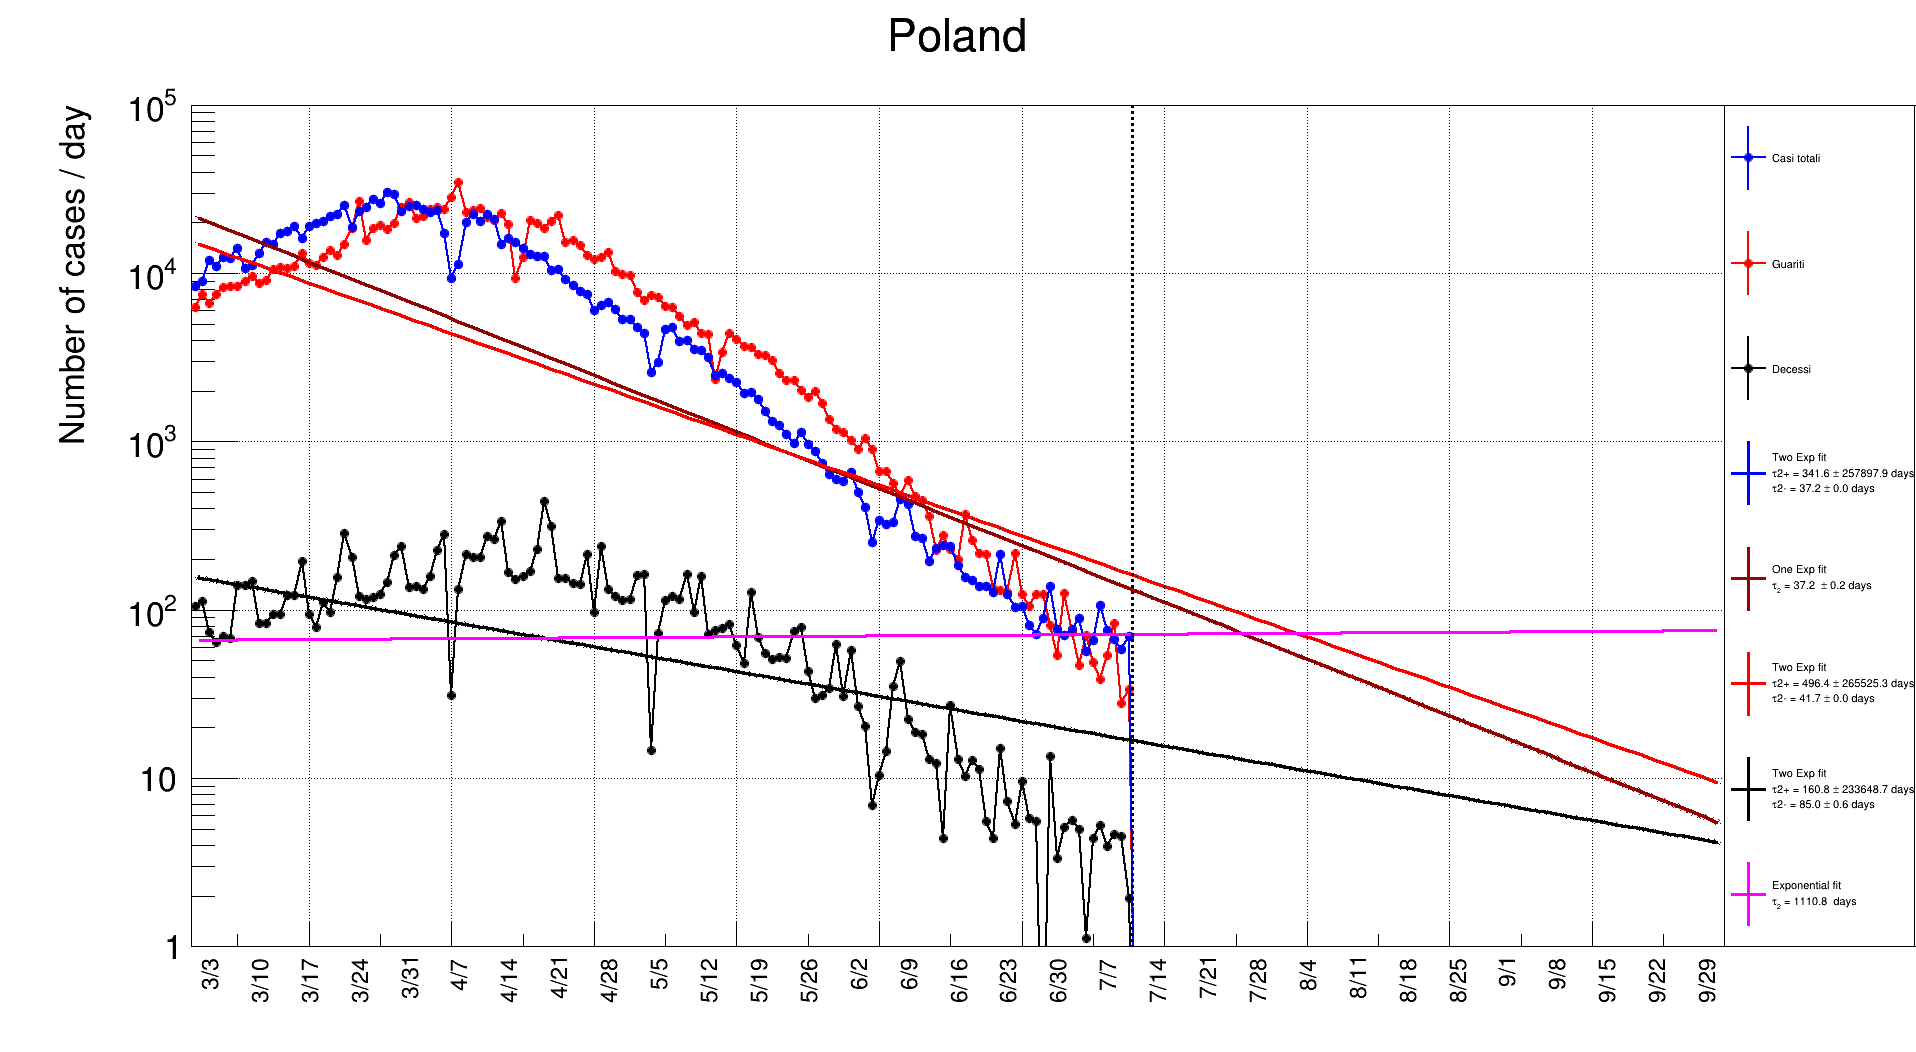 Poland
Number of cases / day
10^5
10^4
10^3
10^2
10
1
3/3
3/10
3/17
3/24
3/31
4/7
4/14
4/21
4/28
5/5
5/12
5/19
5/26
6/2
6/9
6/16
6/23
6/30
7/7
7/14
7/21
7/28
8/4
8/11
8/18
8/25
9/1
9/8
9/15
9/22
9/29
Casi totali
Guariti
Decessi
Two Exp fit
τ2+ = 341.6 ± 257897.9 days
τ2- = 37.2 ± 0.0 days
One Exp fit
τ2 = 37.2 ± 0.2 days
Two Exp fit
τ2+ = 496.4 ± 265525.3 days
τ2- = 41.7 ± 0.0 days
Two Exp fit
τ2+ = 160.8 ± 233648.7 days
τ2- = 85.0 ± 0.6 days
Exponential fit
τ2 = 1110.8 days